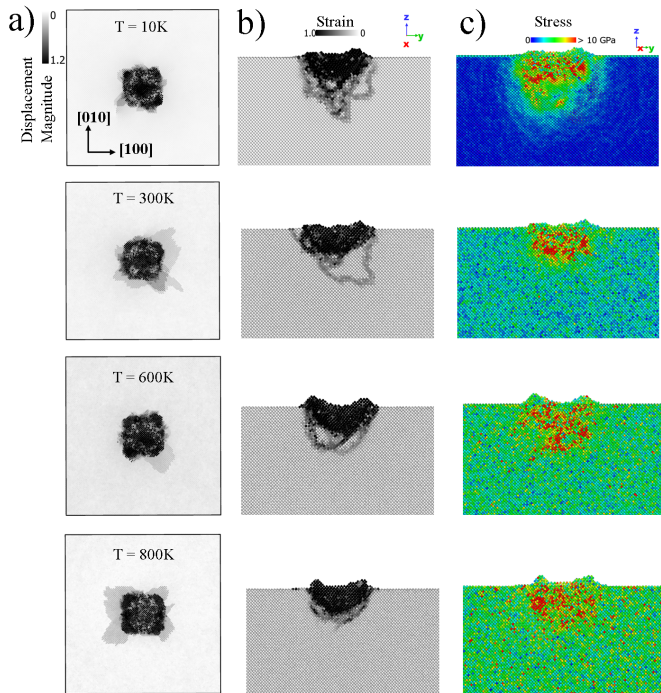 a)
0
1.2
Displacement
Magnitude
T = 10K
[010]
[100]
b)
Strain
1.0
0
z
y
x
c)
Stress
0
> 10 GPa
z
x
y
T = 300K
T = 600K
T = 800K